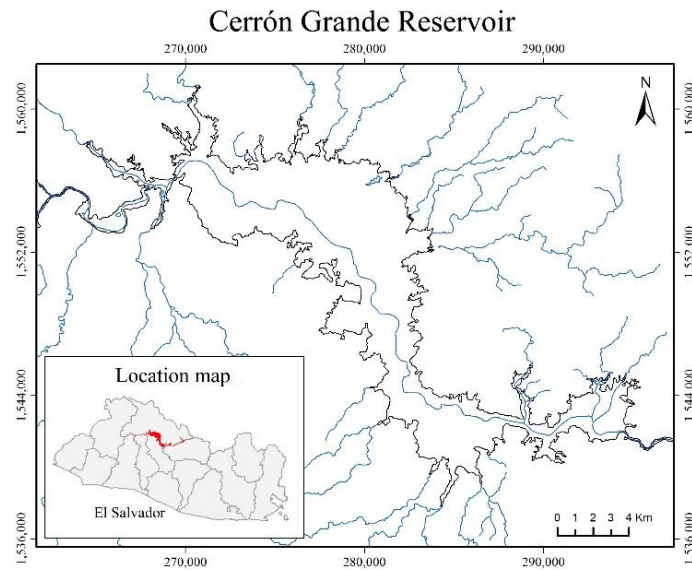 Cerrón Grande Reservoir
270,000 280,000 290,000
1,560,000 1,560,000
N
1,552,000 1,552,000
1,544,000 1,544,000
Location map
El Salvador
0 1 2 3 4 Km
1,536,000 1,536,000
270,000 280,000 290,000